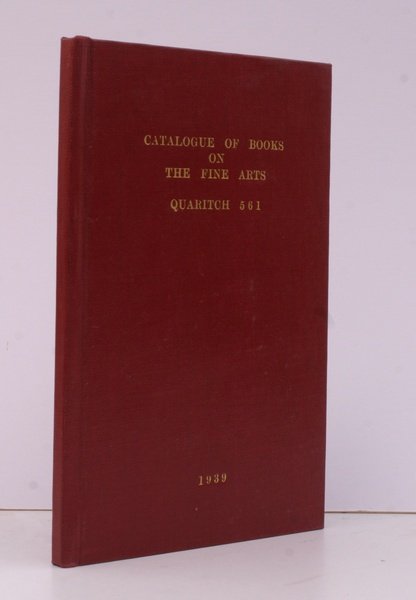 CATALOGUE OF BOOKS
ON
THE FINE ARTS
QUARITCH 561
1939